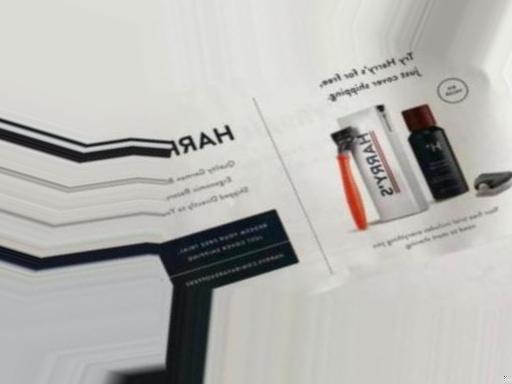 HARR
Quality German
Ergonomic Razors
Shipped Directly to You
REDEEM YOUR FREE TRIAL,
JUST COVER SHIPPING
Try Harry's for free,
just cover shipping.
HARRY'S
H
Your free trial includes everything you
need to start shaving.